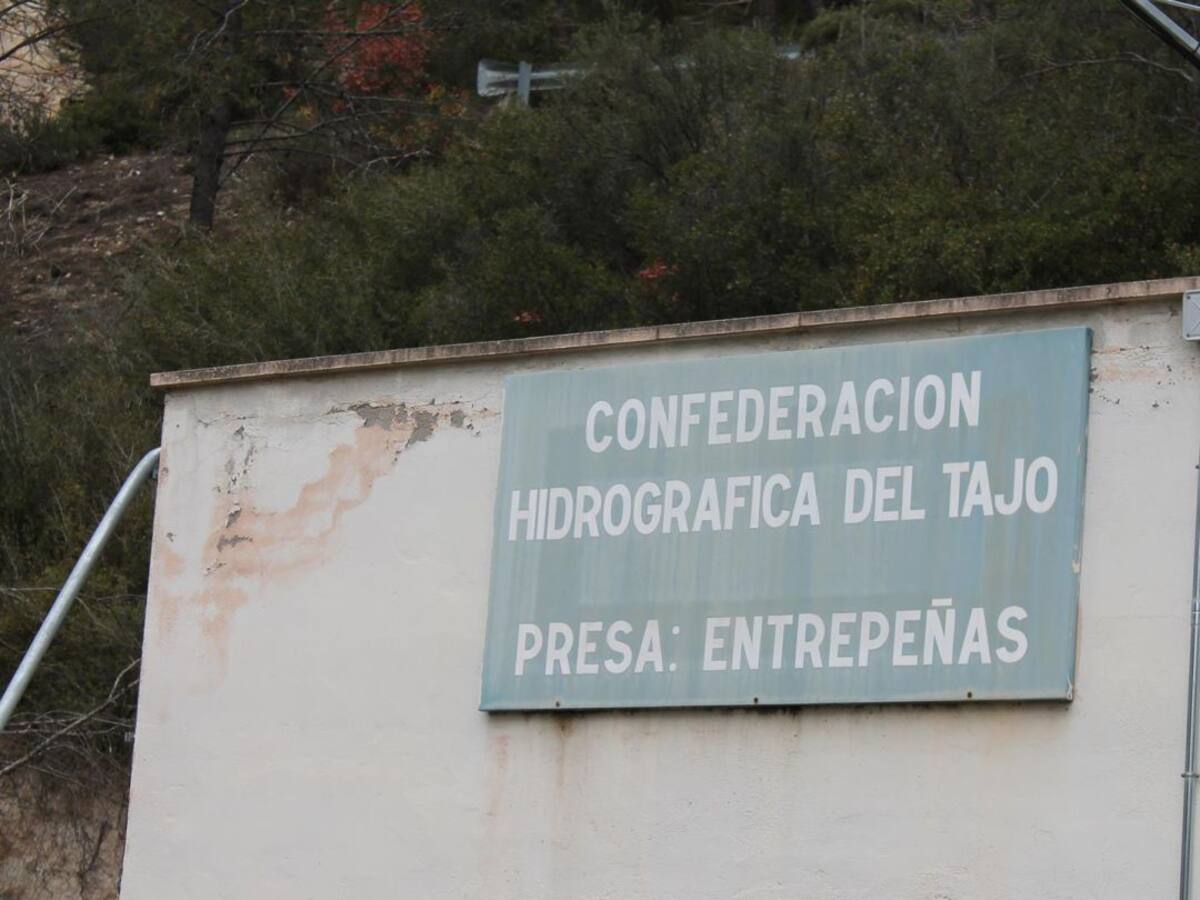 CONFEDERACION
HIDROGRAFICA DEL TAJO
PRESA: ENTREPEÑAS